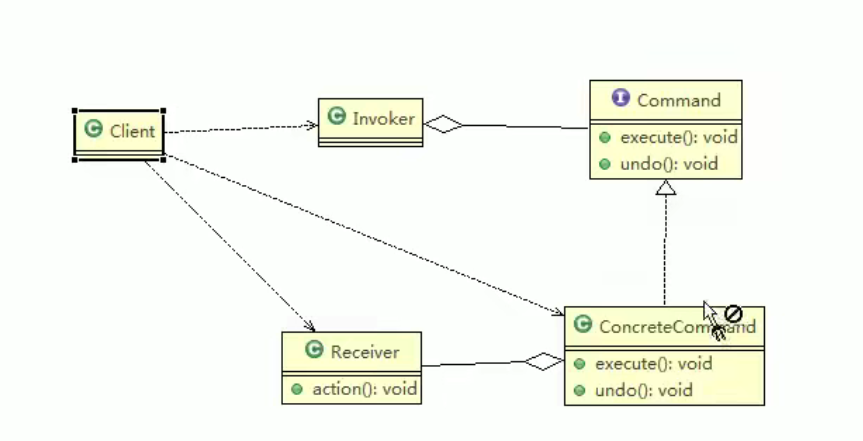 Client
Invoker
I Command
execute(): void
undo(): void
Receiver
action(): void
ConcreteCommand
execute(): void
undo(): void